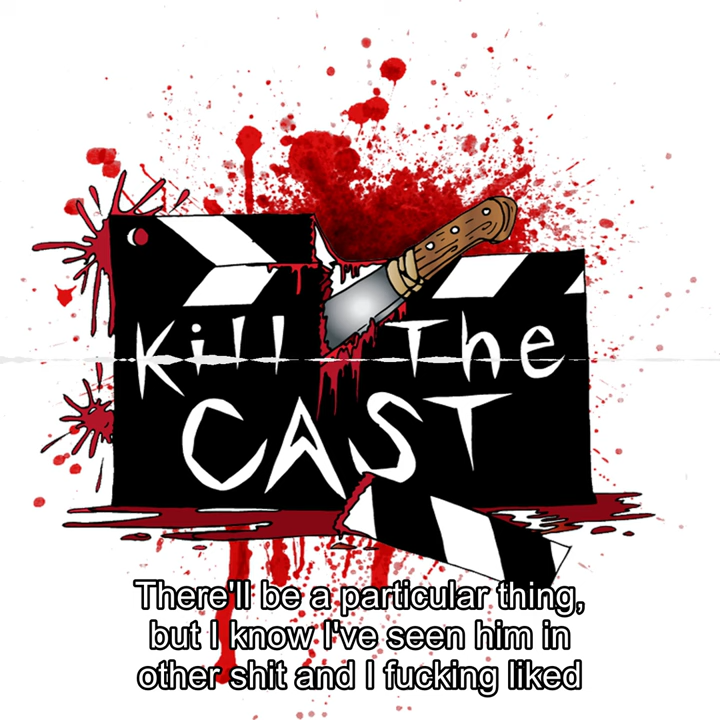 Kill The
CAST
There'll be a particular thing,
but I know I've seen him in
other shit and I fucking liked